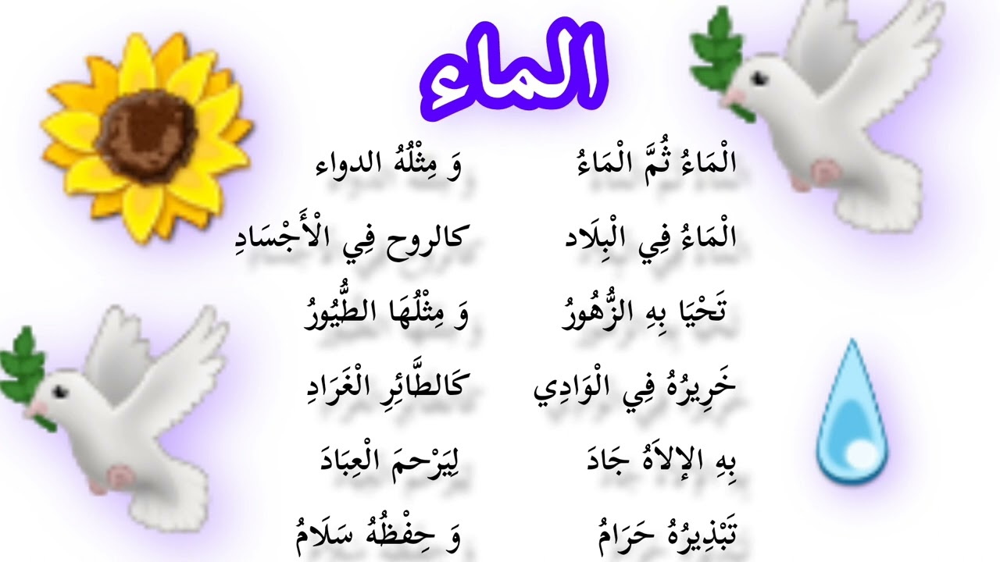 الماء
الْمَاءُ ثُمَّ الْمَاءُ وَ مِثْلُهُ الدواء
الْمَاءُ فِي الْبِلَاد كالروح فِي الْأَجْسَادِ
تَحْيَا بِهِ الزُّهُورُ وَ مِثْلُهَا الطُّيُورُ
خَرِيرُهُ فِي الْوَادِي كَالطَّائِرِ الْغَرَادِ
بِهِ الإلاَهُ جَادَ لِيَرْحمَ الْعِبَادَ
تَبْذِيرُهُ حَرَامُ وَ حِفْظُهُ سَلَامُ